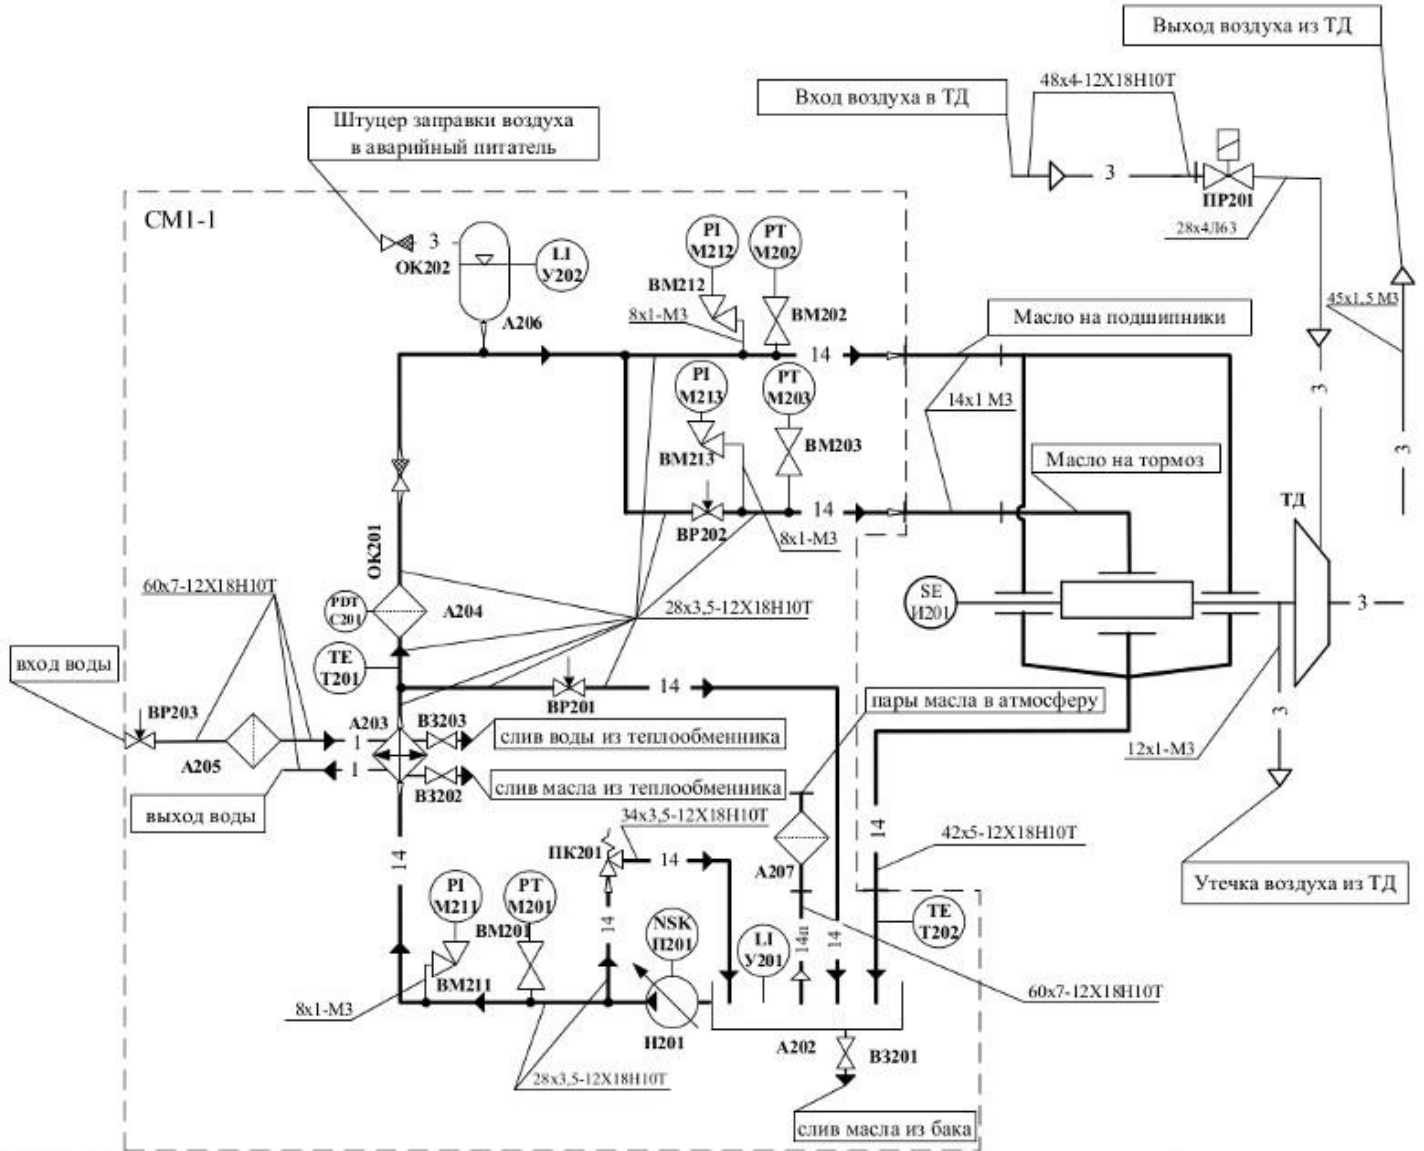 Выход воздуха из ТД
48х4-12Х18Н10Т
Вход воздуха в ТД
Штуцер заправки воздуха
в аварийный питатель
3
ПР201
28х4Л63
СМ1-1
3
ОК202
LI
У202
А206
PI
М212
PT
М202
ВМ212
8х1-М3
ВМ202
45х1,5 М3
Масло на подшипники
14
PI
М213
PT
М203
14х1 М3
3
ВМ213
ВМ203
Масло на тормоз
3
ТД
14
ВР202
8х1-М3
ОК201
60х7-12Х18Н10Т
PDT
С201
А204
28х3,5-12Х18Н10Т
SE
И201
3
вход воды
TE
Т201
14
ВР201
пары масла в атмосферу
3
ВР203
А203
ВЗ203
слив воды из теплообменника
12х1-М3
1
А205
1
ВЗ202
слив масла из теплообменника
выход воды
34х3,5-12Х18Н10Т
14
42х5-12Х18Н10Т
14
ПК201
14
А207
Утечка воздуха из ТД
PI
М211
PT
М201
ВМ201
14
NSK
П201
LI
У201
14п
14
TE
Т202
ВМ211
8х1-М3
60х7-12Х18Н10Т
Н201
А202
ВЗ201
28х3,5-12Х18Н10Т
слив масла из бака